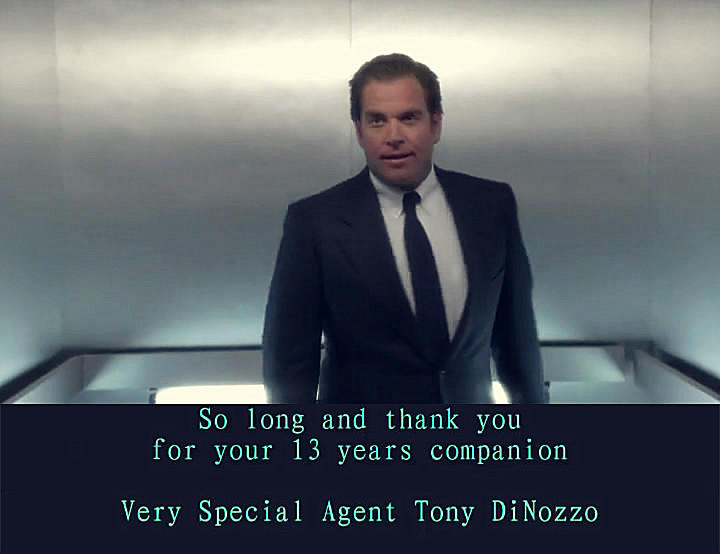 So long and thank you
for your 13 years companion
Very Special Agent Tony DiNozzo